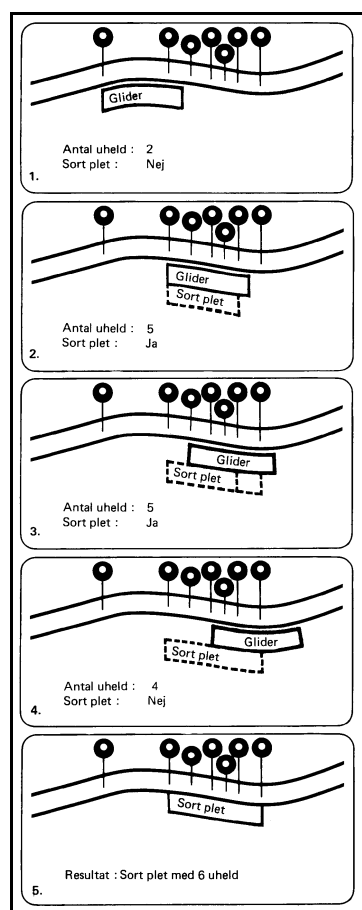 Glider
Antal uheld : 2
Sort plet : Nej
1.
Glider
Sort plet
Antal uheld : 5
Sort plet : Ja
2.
Glider
Sort plet
Antal uheld : 5
Sort plet : Ja
3.
Glider
Sort plet
Antal uheld : 4
Sort plet : Nej
4.
Sort plet
Resultat : Sort plet med 6 uheld
5.